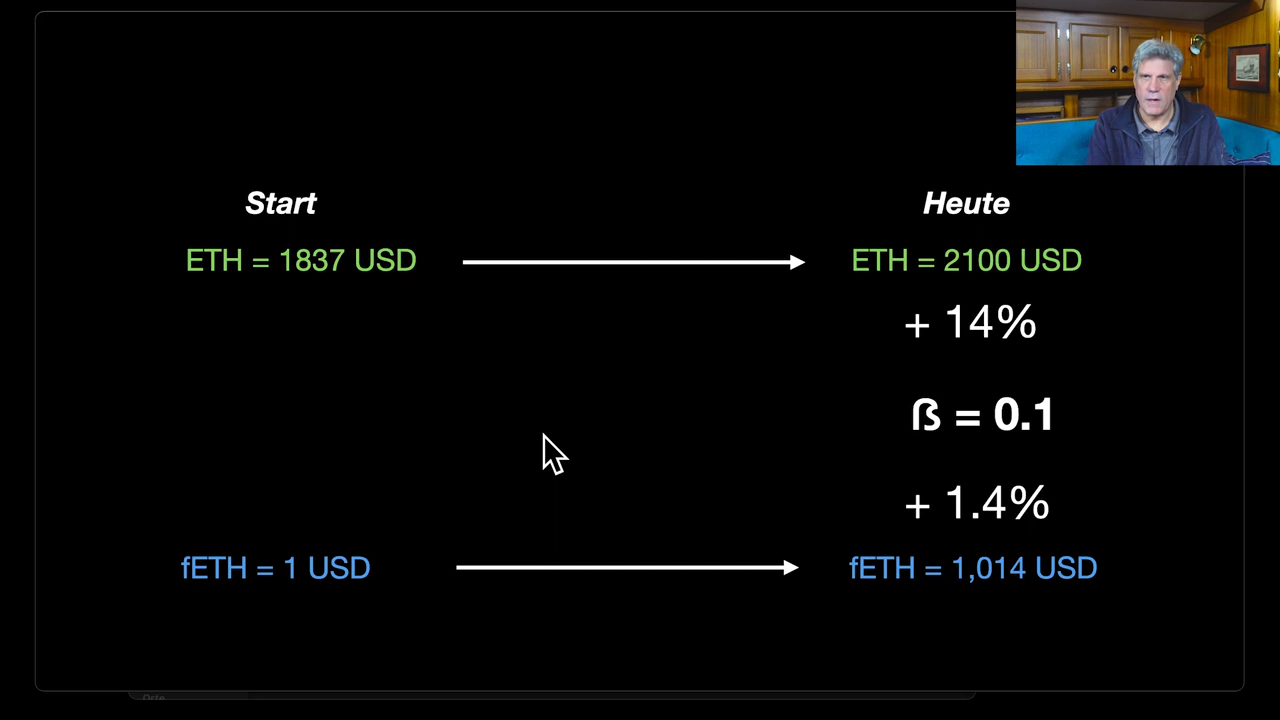 Start
Heute
ETH = 1837 USD
ETH = 2100 USD
+ 14%
ß = 0.1
+ 1.4%
fETH = 1 USD
fETH = 1,014 USD
Orte